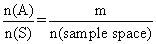 n(A)/n(S) = m/n(sample space)